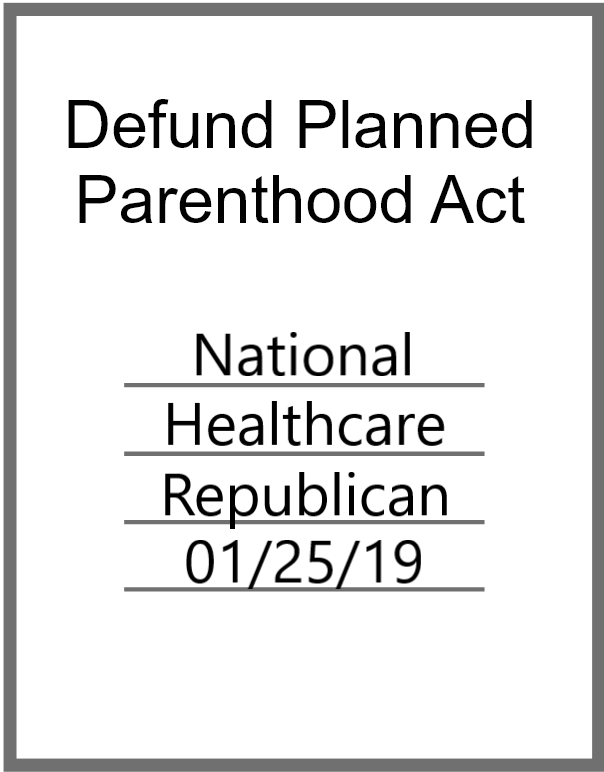 Defund Planned
Parenthood Act
National
Healthcare
Republican
01/25/19